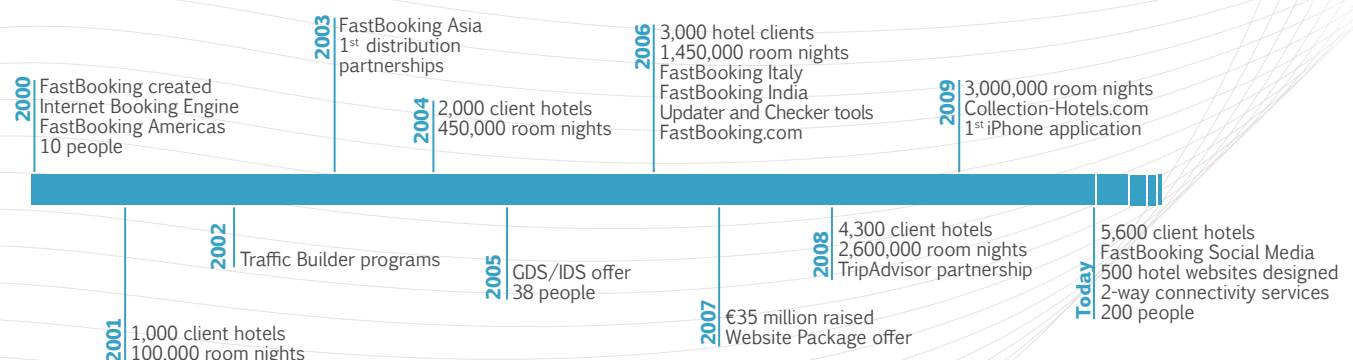 2000
FastBooking created
Internet Booking Engine
FastBooking Americas
10 people
2001
1,000 client hotels
100,000 room nights
2002
Traffic Builder programs
2003
FastBooking Asia
1st distribution
partnerships
2004
2,000 client hotels
450,000 room nights
2005
GDS/IDS offer
38 people
2006
3,000 hotel clients
1,450,000 room nights
FastBooking Italy
FastBooking India
Updater and Checker tools
FastBooking.com
2007
€35 million raised
Website Package offer
2008
4,300 client hotels
2,600,000 room nights
TripAdvisor partnership
2009
3,000,000 room nights
Collection-Hotels.com
1st iPhone application
Today
5,600 client hotels
FastBooking Social Media
500 hotel websites designed
2-way connectivity services
200 people